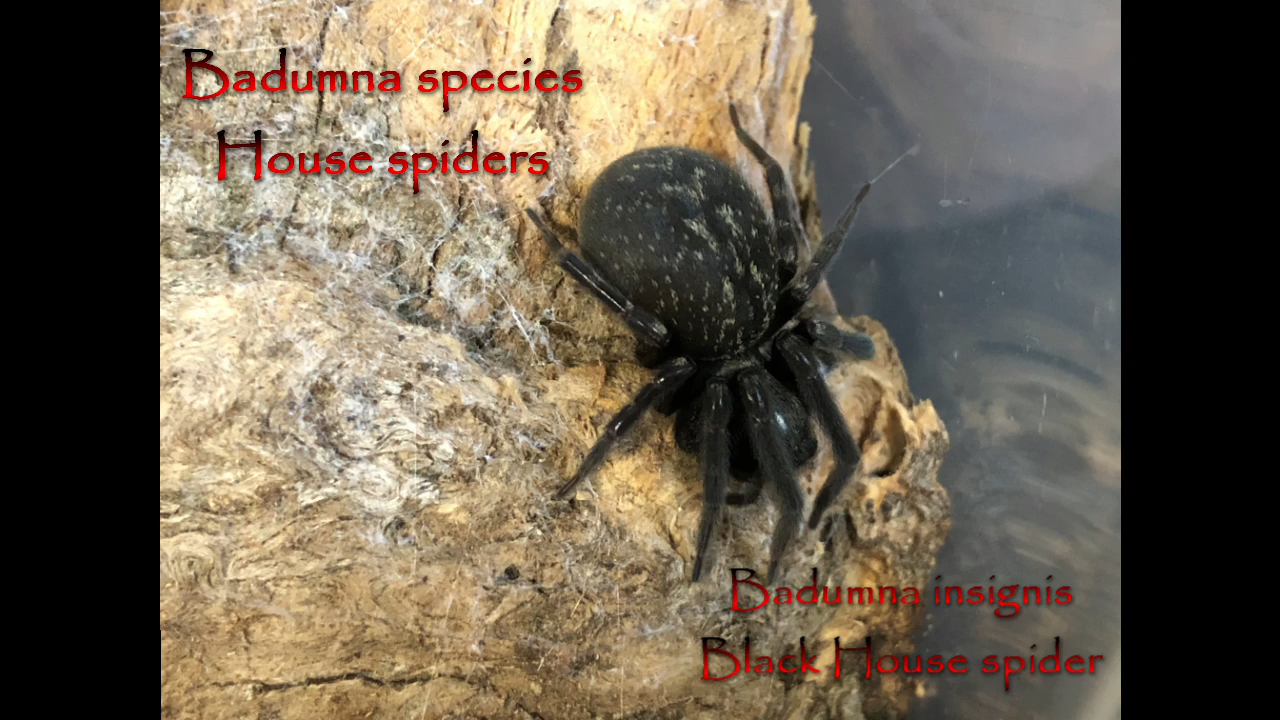 Badumna species
House spiders
Badumna insignis
Black House spider